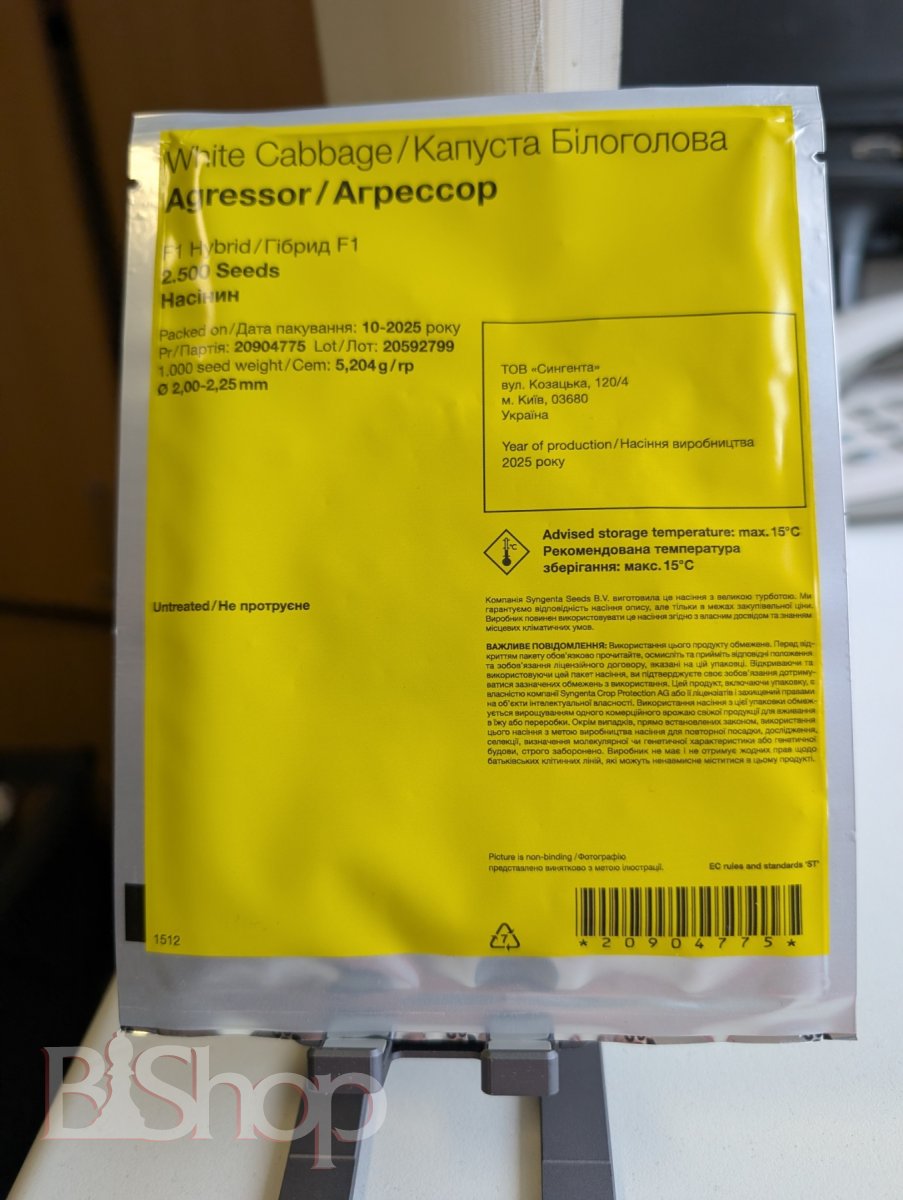 White Cabbage/Капуста Білоголова
Agressor/Агрессор
F1 Hybrid/Гібрид F1
2.500 Seeds
Насінин
Packed on/Дата пакування: 10-2025 року
Pr/Партія: 20904775 Lot/Лот: 20592799
1.000 seed weight/Сем: 5,204 g/гр
Ø 2,00-2,25 mm
ТОВ «Сингента»
вул. Козацька, 120/4
м. Київ, 03680
Україна
Year of production/Насіння виробництва
2025 року
Advised storage temperature: max. 15°C
Рекомендована температура
зберігання: макс. 15°C
°C
Untreated/Не протруєне
Компанія Syngenta Seeds B.V. виготовила це насіння з великою турботою. Ми
гарантуємо відповідність насіння опису, але тільки в межах закупівельної ціни.
Виробник повинен використовувати це насіння згідно з власним досвідом та знанням
місцевих кліматичних умов.
ВАЖЛИВЕ ПОВІДОМЛЕННЯ: Використання цього продукту обмежене. Перед від-
криттям пакету обов'язково прочитайте, осмисліть та прийміть відповідні положення
та зобов'язання ліцензійного договору, вказані на цій упаковці. Відкриваючи та
використовуючи цей пакет насіння, ви підтверджуєте своє зобов'язання дотриму-
ватися зазначених обмежень з використання. Цей продукт, включаючи упаковку, є
власністю компанії Syngenta Crop Protection AG або її ліцензіатів і захищений правами
на об'єкти інтелектуальної власності. Використання насіння з цієї упаковки обмеж-
ується вирощуванням одного комерційного врожаю свіжої продукції для вживання
в їжу або переробки. Окрім випадків, прямо встановлених законом, використання
цього насіння з метою виробництва насіння для повторної посадки, дослідження,
селекції, визначення молекулярної чи генетичної характеристики або генетичної
будови, строго заборонено. Виробник не має і не отримує жодних прав щодо
батьківських клітинних ліній, які можуть ненавмисне міститися в цьому продукті.
Picture is non-binding/Фотографію
представлено винятково з метою ілюстрації.
EC rules and standards 'ST'
1512
7
*20904775*
BiShop